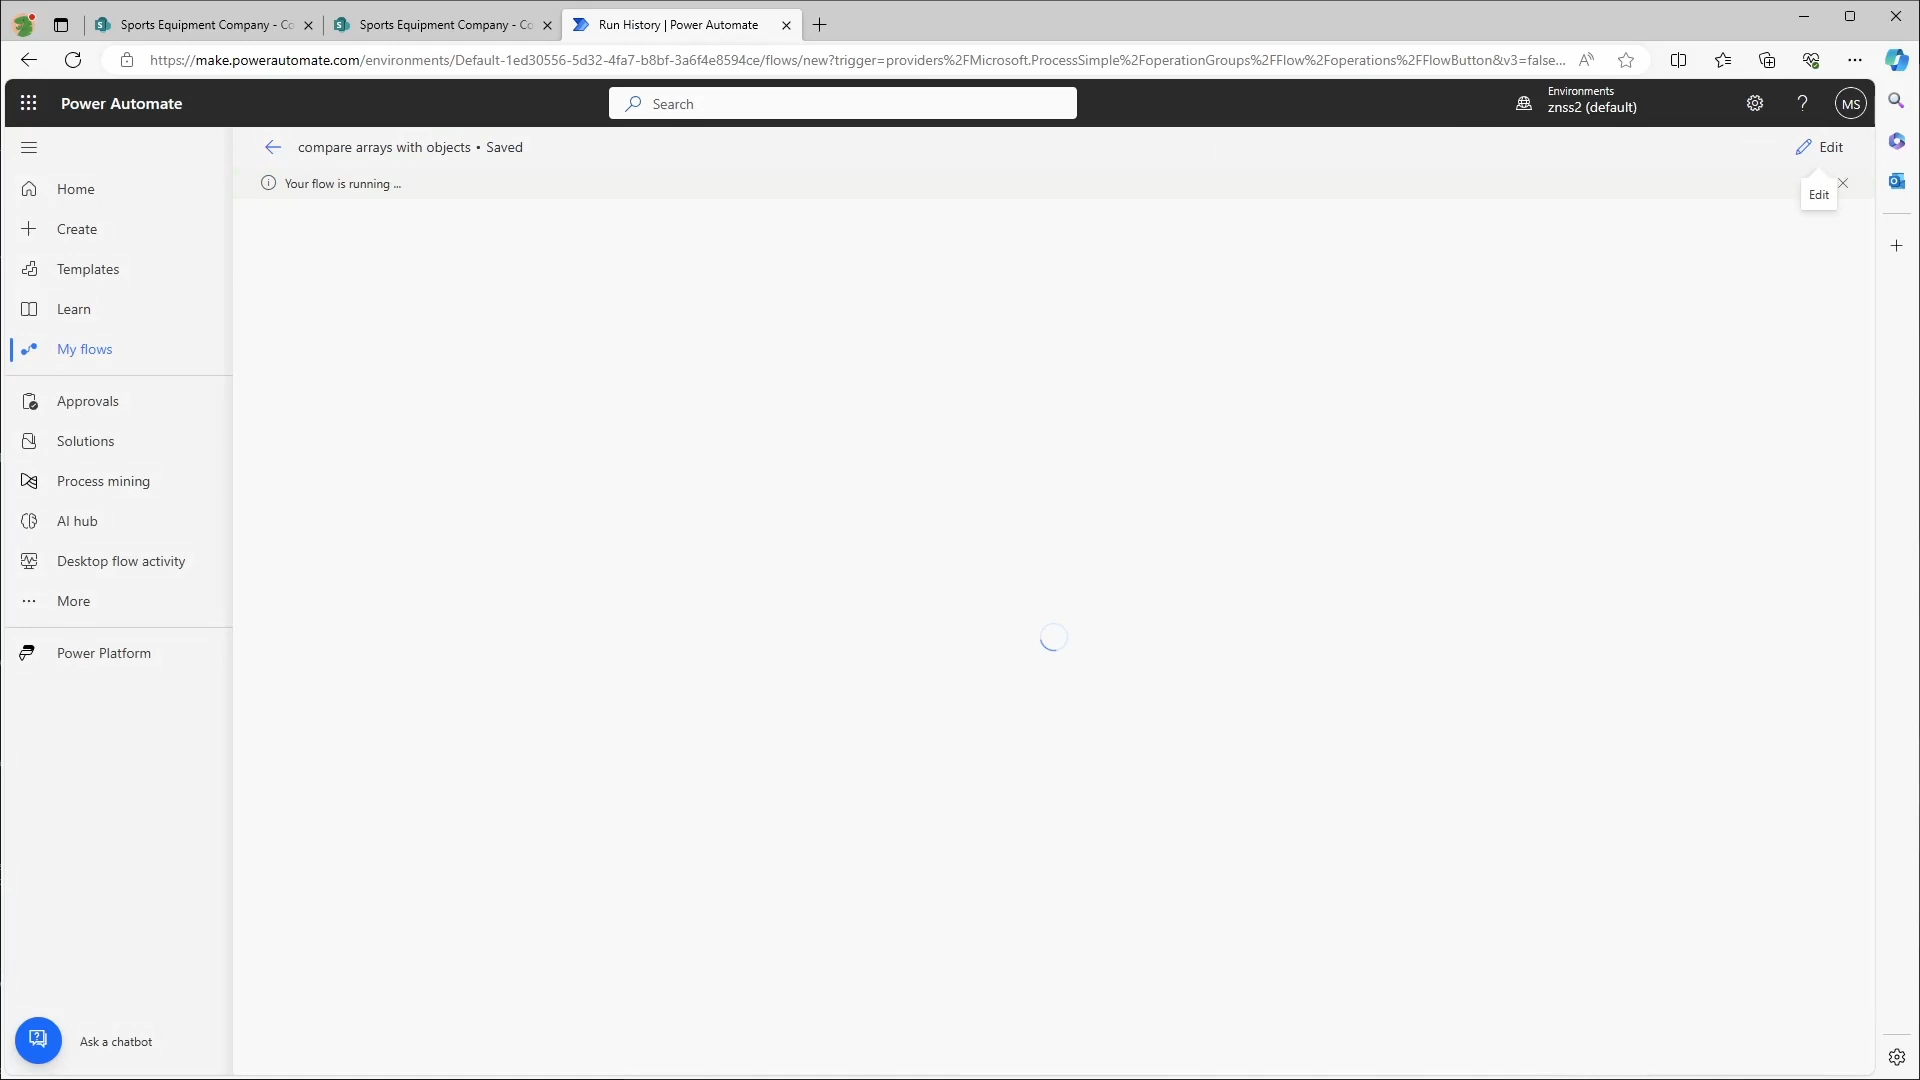 Sports Equipment Company - Co
Sports Equipment Company - Co
Run History | Power Automate
https://make.powerautomate.com/environments/Default-1ed30556-5d32-4fa7-b8bf-3a6f4e8594ce/flows/new?trigger=providers%2FMicrosoft.ProcessSimple%2FoperationGroups%2FFlow%2Foperations%2FFlowButton&v3=false...
Power Automate
Search
Environments
znss2 (default)
MS
compare arrays with objects • Saved
Edit
Your flow is running ...
Edit
Home
Create
Templates
Learn
My flows
Approvals
Solutions
Process mining
AI hub
Desktop flow activity
More
Power Platform
Ask a chatbot